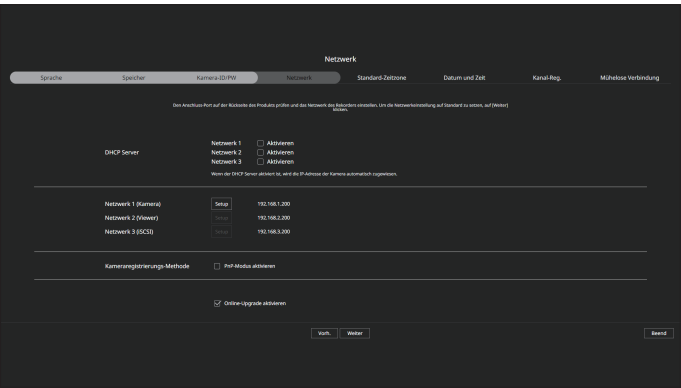 Netzwerk
Sprache Speicher Kamera-ID/PW Netzwerk Standard-Zeitzone Datum und Zeit Kanal-Reg. Mühelose Verbindung
Den Anschluss-Port auf der Rückseite des Produkts prüfen und das Netzwerk des Rekorders einstellen. Um die Netzwerkeinstellung auf Standard zu setzen, auf [Weiter]
klicken.
Netzwerk 1 Aktivieren
DHCP Server Netzwerk 2 Aktivieren
Netzwerk 3 Aktivieren
Wenn der DHCP Server aktiviert ist, wird die IP-Adresse der Kamera automatisch zugewiesen.
Netzwerk 1 (Kamera) Setup 192.168.1.200
Netzwerk 2 (Viewer) Setup 192.168.2.200
Netzwerk 3 (iSCSI) Setup 192.168.3.200
Kameraregistrierungs-Methode PnP-Modus aktivieren
Online-Upgrade aktivieren
Vorh. Weiter Beend